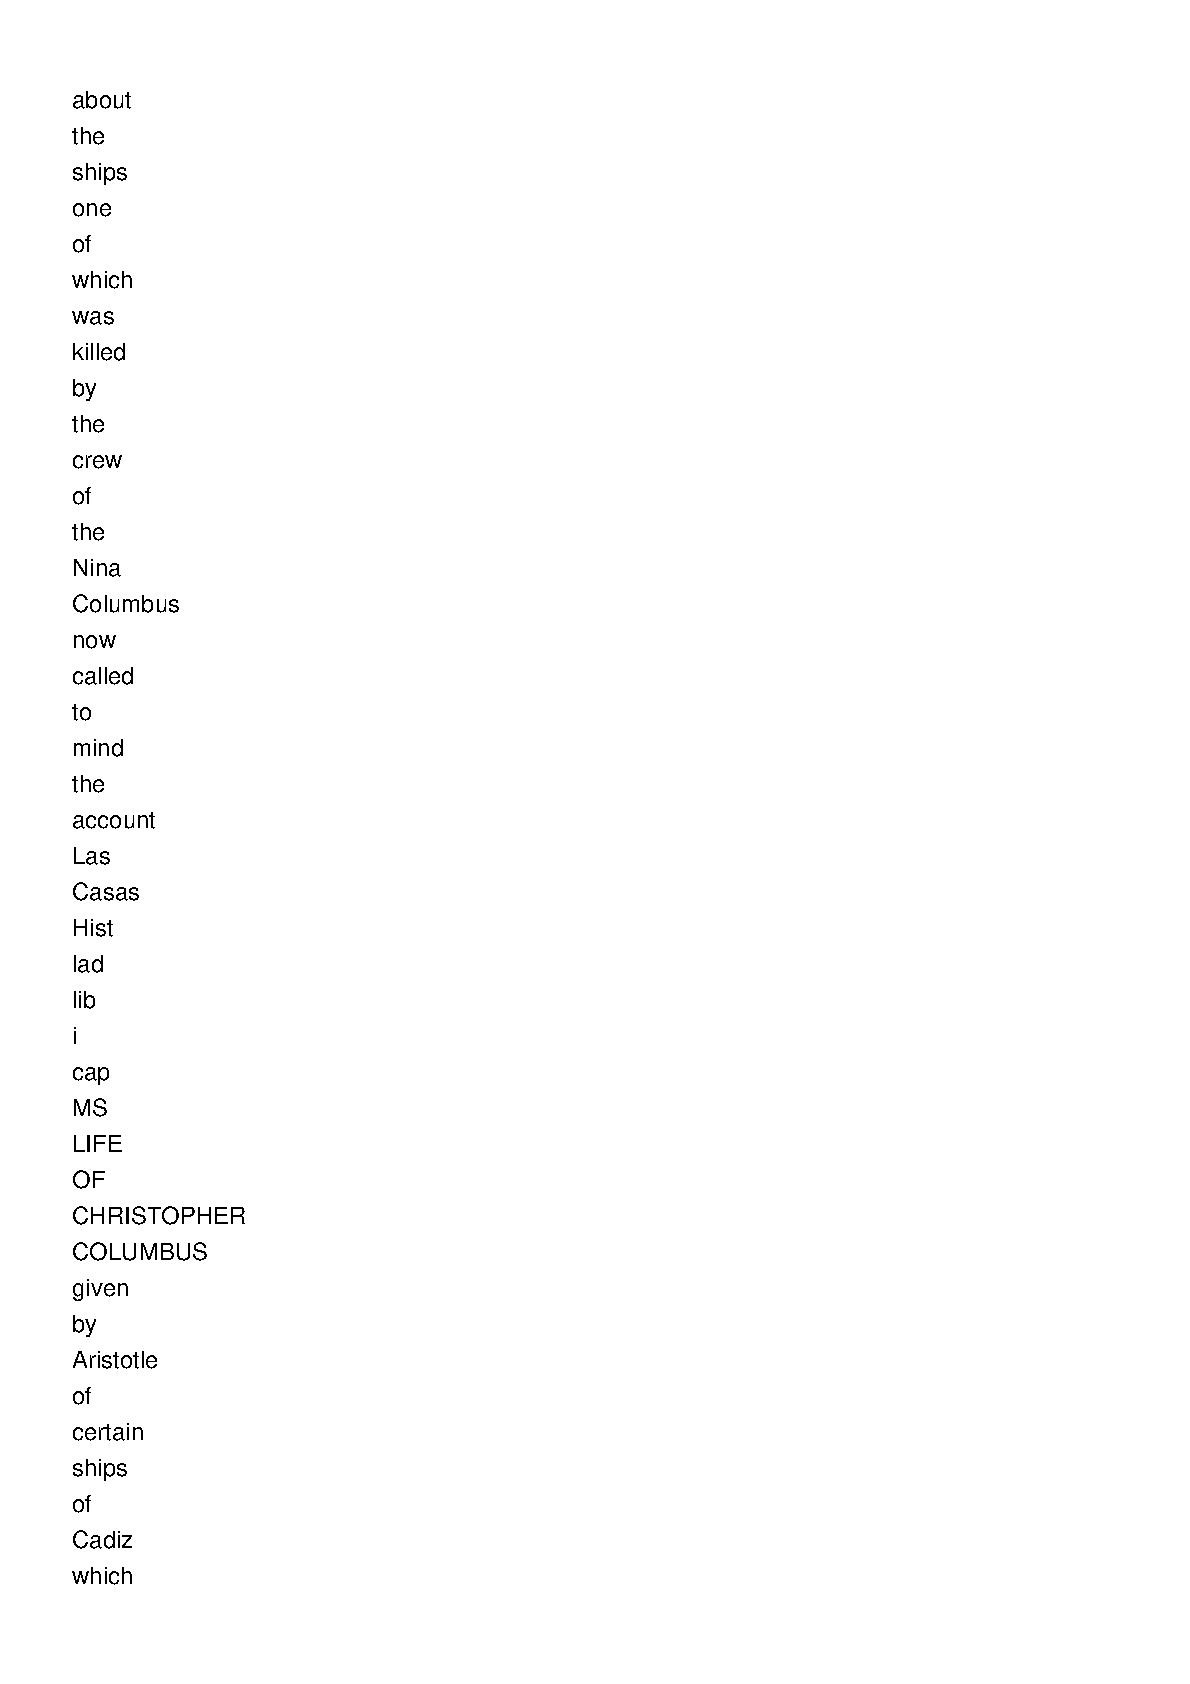 about
the
ships
one
of
which
was
killed
by
the
crew
of
the
Nina
Columbus
now
called
to
mind
the
account
Las
Casas
Hist
lad
lib
i
cap
MS
LIFE
OF
CHRISTOPHER
COLUMBUS
given
by
Aristotle
of
certain
ships
of
Cadiz
which